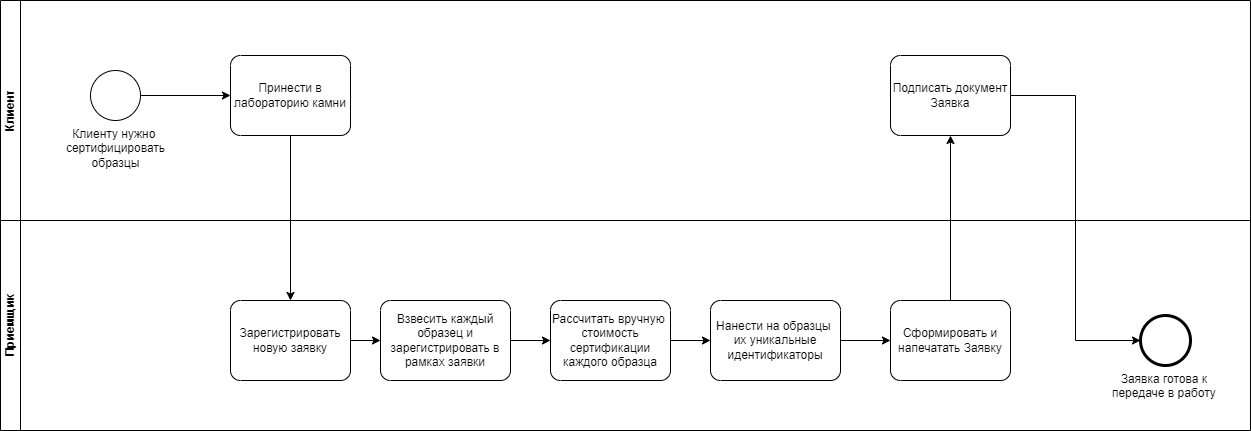 Клиент
Клиенту нужно
сертифицировать
образцы
Принести в
лабораторию камни
Подписать документ
Заявка
Приемщик
Зарегистрировать
новую заявку
Взвесить каждый
образец и
зарегистрировать в
рамках заявки
Рассчитать вручную
стоимость
сертификации
каждого образца
Нанести на образцы
их уникальные
идентификаторы
Сформировать и
напечатать Заявку
Заявка готова к
передаче в работу